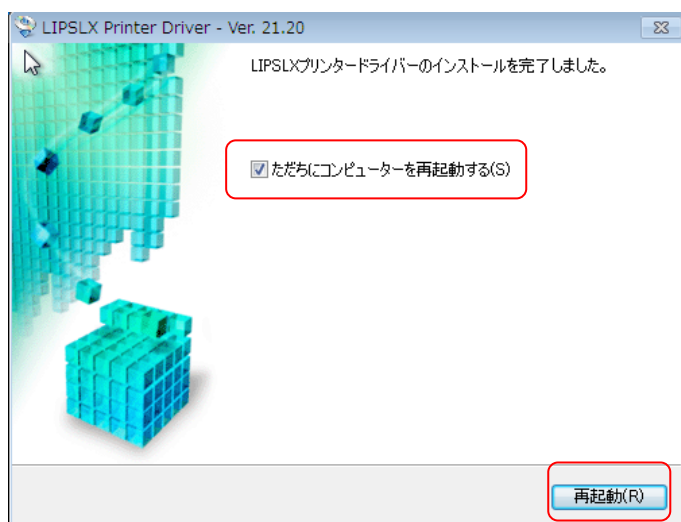 LIPSLX Printer Driver - Ver. 21.20
LIPSLXプリンタードライバーのインストールを完了しました。
ただちにコンピューターを再起動する(S)
再起動(R)